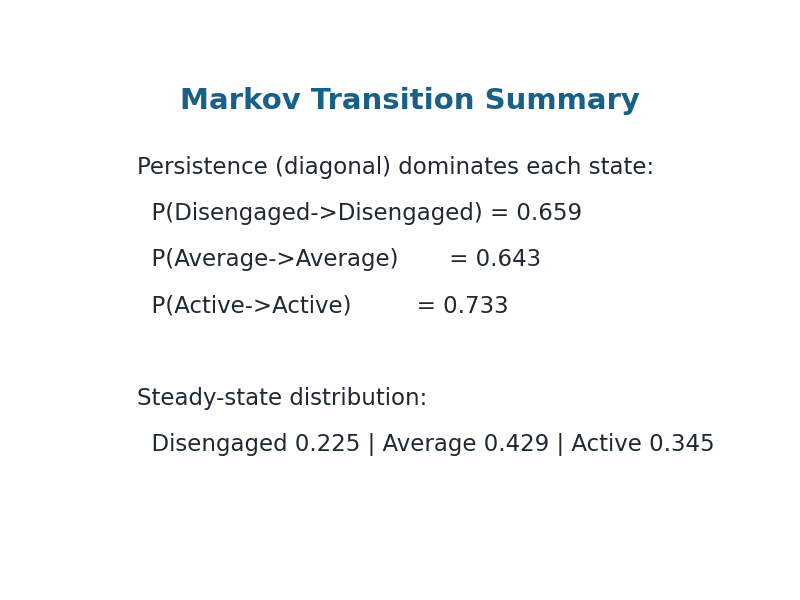 Markov Transition Summary
Persistence (diagonal) dominates each state:
P(Disengaged->Disengaged) = 0.659
P(Average->Average) = 0.643
P(Active->Active) = 0.733
Steady-state distribution:
Disengaged 0.225 | Average 0.429 | Active 0.345